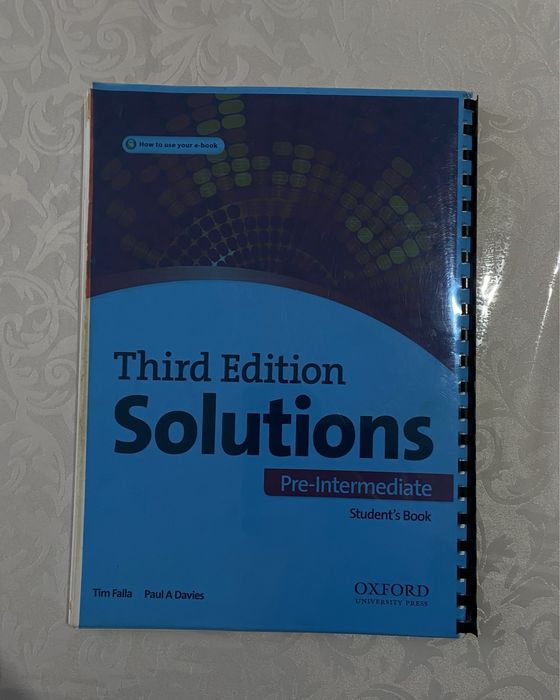 How to use your e-book
Third Edition
Solutions
Pre-Intermediate
Student's Book
Tim Falla Paul A Davies
OXFORD
UNIVERSITY PRESS